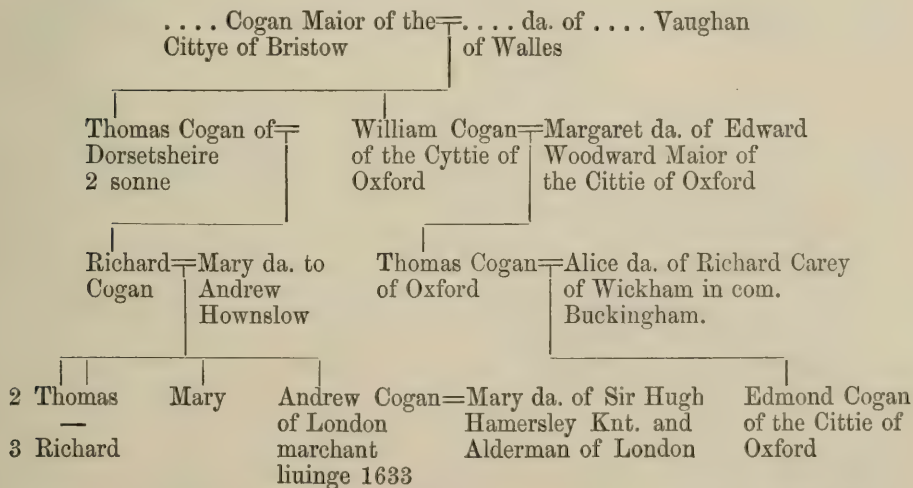 . . . . Cogan Maior of the
Cittye of Bristow
. . . . da. of . . . . Vaughan
of Walles
Thomas Cogan of
Dorsetsheire
2 sonne
William Cogan
of the Cyttie of
Oxford
Margaret da. of Edward
Woodward Maior of
the Cittie of Oxford
Richard
Cogan
Mary da. to
Andrew
Hownslow
Thomas Cogan
of Oxford
Alice da. of Richard Carey
of Wickham in com.
Buckingham.
2 Thomas
3 Richard
Mary
Andrew Cogan
of London
marchant
liuinge 1633
Mary da. of Sir Hugh
Hamersley Knt. and
Alderman of London
Edmond Cogan
of the Cittie of
Oxford